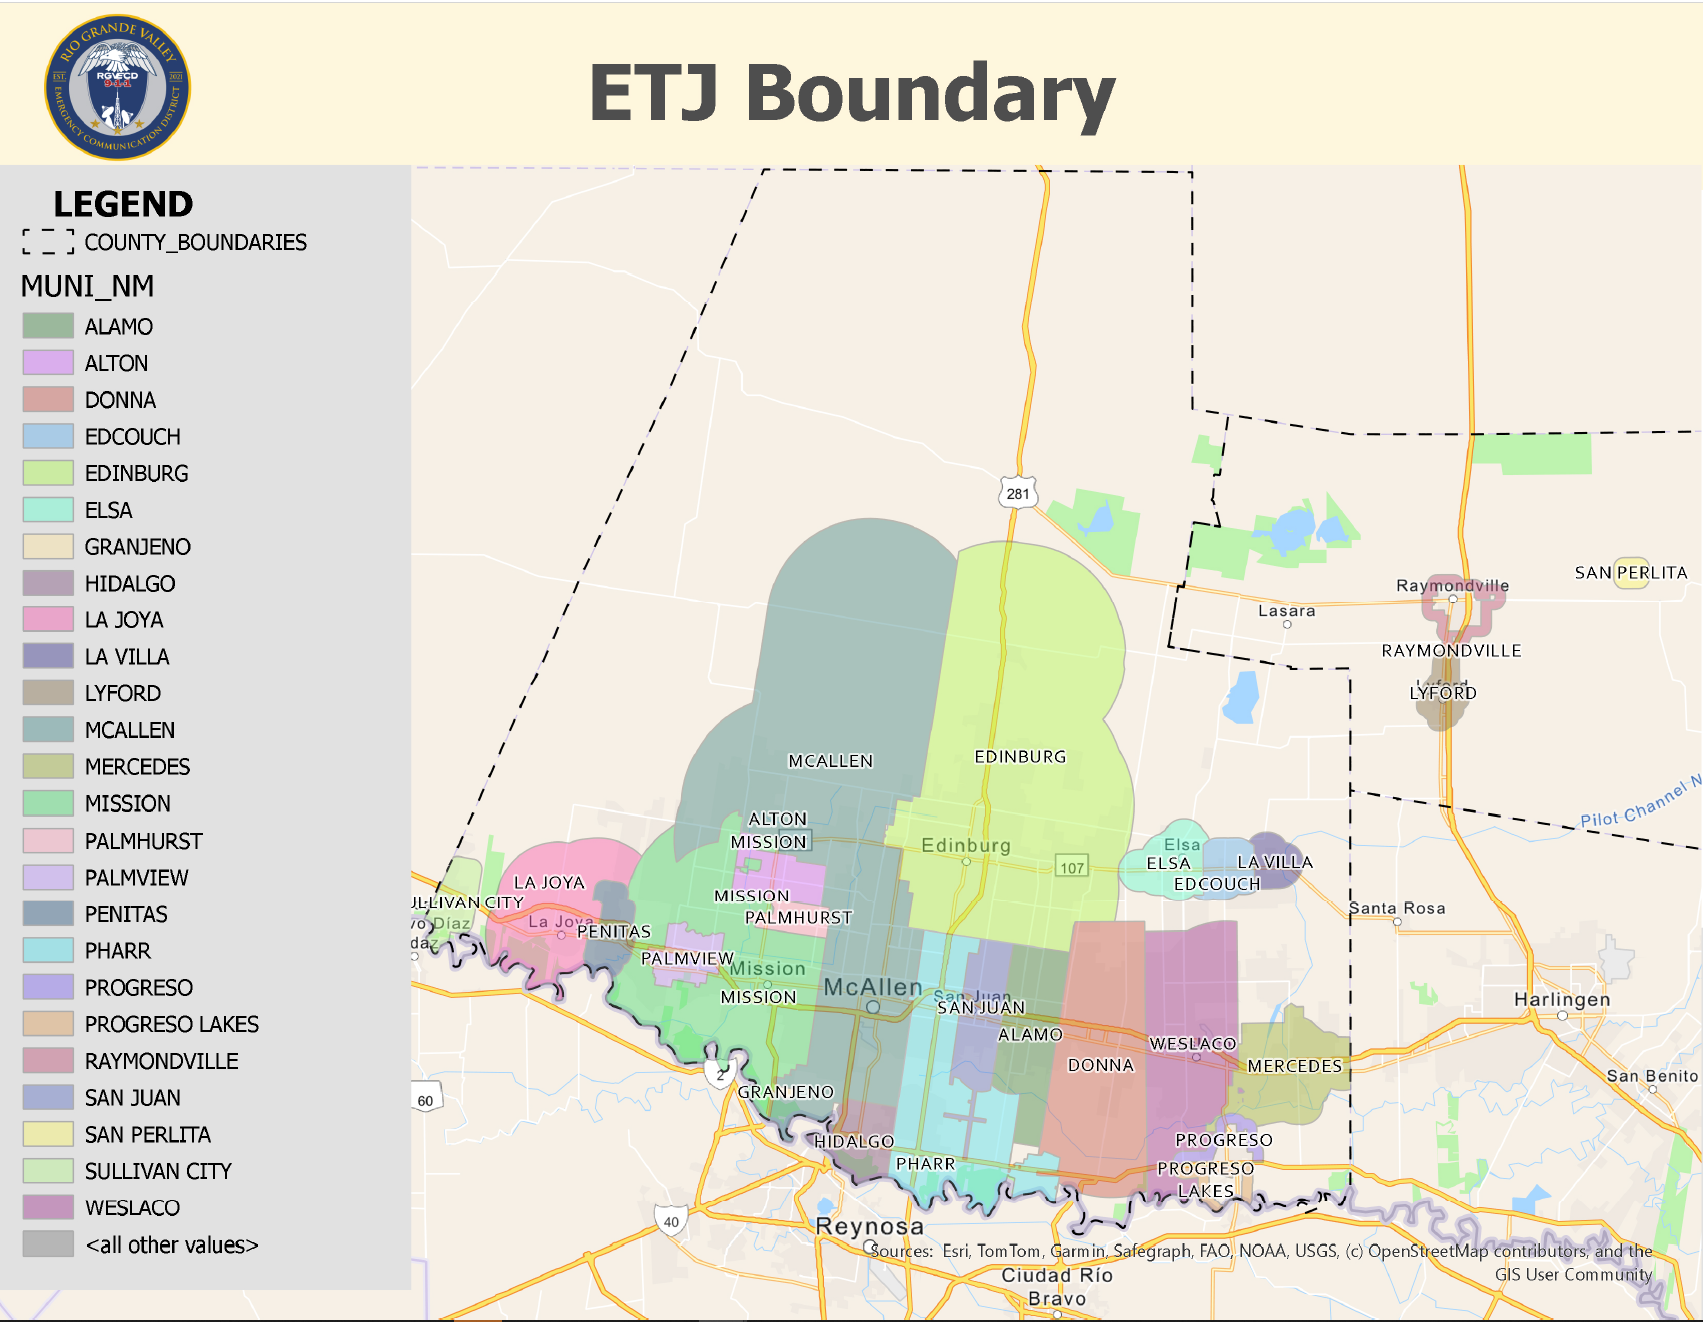 RIO GRANDE VALLEY
EST.
2021
RGVECD
9-1-1
EMERGENCY COMMUNICATION DISTRICT
ETJ Boundary
LEGEND
COUNTY_BOUNDARIES
MUNI_NM
ALAMO
ALTON
DONNA
EDCOUCH
EDINBURG
ELSA
GRANJENO
HIDALGO
LA JOYA
LA VILLA
LYFORD
MCALLEN
MERCEDES
MISSION
PALMHURST
PALMVIEW
PENITAS
PHARR
PROGRESO
PROGRESO LAKES
RAYMONDVILLE
SAN JUAN
SAN PERLITA
SULLIVAN CITY
WESLACO
<all other values>
281
SAN PERLITA
Raymondville
Lasara
RAYMONDVILLE
Lyford
LYFORD
MCALLEN
EDINBURG
Pilot Channel N
ALTON
MISSION
Edinburg
107
Elsa
ELSA
LA VILLA
EDCOUCH
LA JOYA
MISSION
PALMHURST
ULLIVAN CITY
vo Díaz
daz
La Joya
PENITAS
Santa Rosa
PALMVIEW
Mission
MISSION
McAllen
San Juan
SAN JUAN
ALAMO
Harlingen
WESLACO
DONNA
MERCEDES
San Benito
2
60
GRANJENO
HIDALGO
PROGRESO
PHARR
PROGRESO
LAKES
40
Reynosa
Sources: Esri, TomTom, Garmin, Safegraph, FAO, NOAA, USGS, (c) OpenStreetMap contributors, and the
GIS User Community
Ciudad Río
Bravo